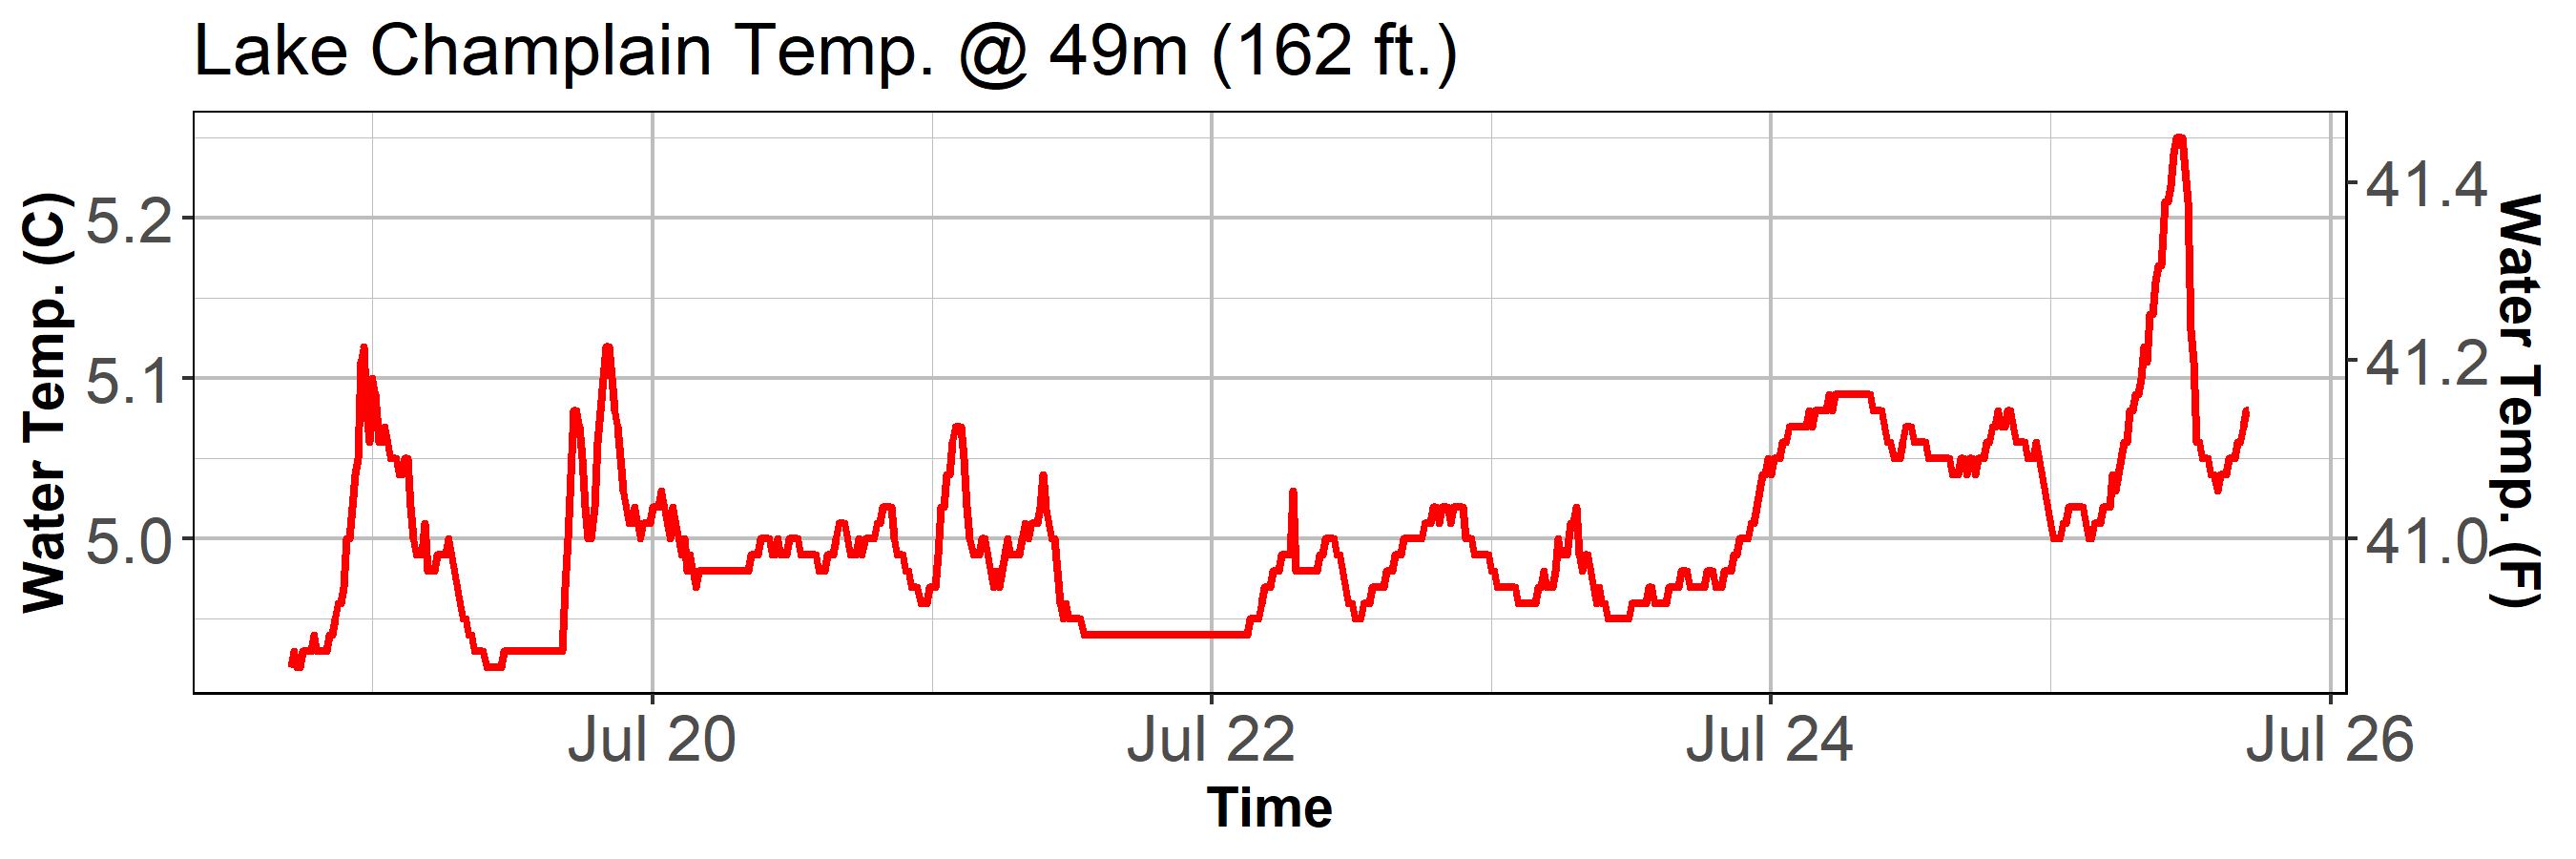 Lake Champlain Temp. @ 49m (162 ft.)
Water Temp. (C)
5.2
5.1
5.0
41.4
41.2
41.0
Water Temp. (F)
Jul 20
Jul 22
Jul 24
Jul 26
Time